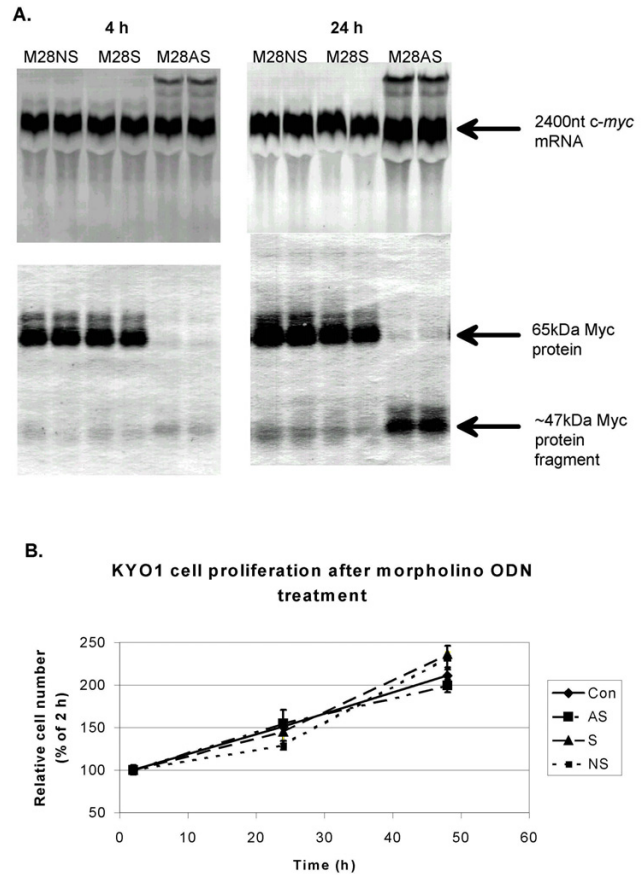 A.
4 h
24 h
M28NS M28S M28AS
M28NS M28S M28AS
2400nt c-myc
mRNA
65kDa Myc
protein
~47kDa Myc
protein
fragment
B.
KYO1 cell proliferation after morpholino ODN
treatment
Relative cell number
(% of 2 h)
250
200
150
100
50
0 10 20 30 40 50 60
Time (h)
Con
AS
S
NS